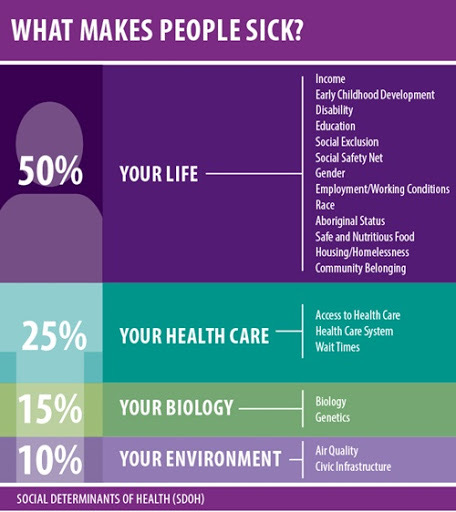 WHAT MAKES PEOPLE SICK?
50%
YOUR LIFE
Income
Early Childhood Development
Disability
Education
Social Exclusion
Social Safety Net
Gender
Employment/Working Conditions
Race
Aboriginal Status
Safe and Nutritious Food
Housing/Homelessness
Community Belonging
25%
YOUR HEALTH CARE
Access to Health Care
Health Care System
Wait Times
15%
YOUR BIOLOGY
Biology
Genetics
10%
YOUR ENVIRONMENT
Air Quality
Civic Infrastructure
SOCIAL DETERMINANTS OF HEALTH (SDOH)